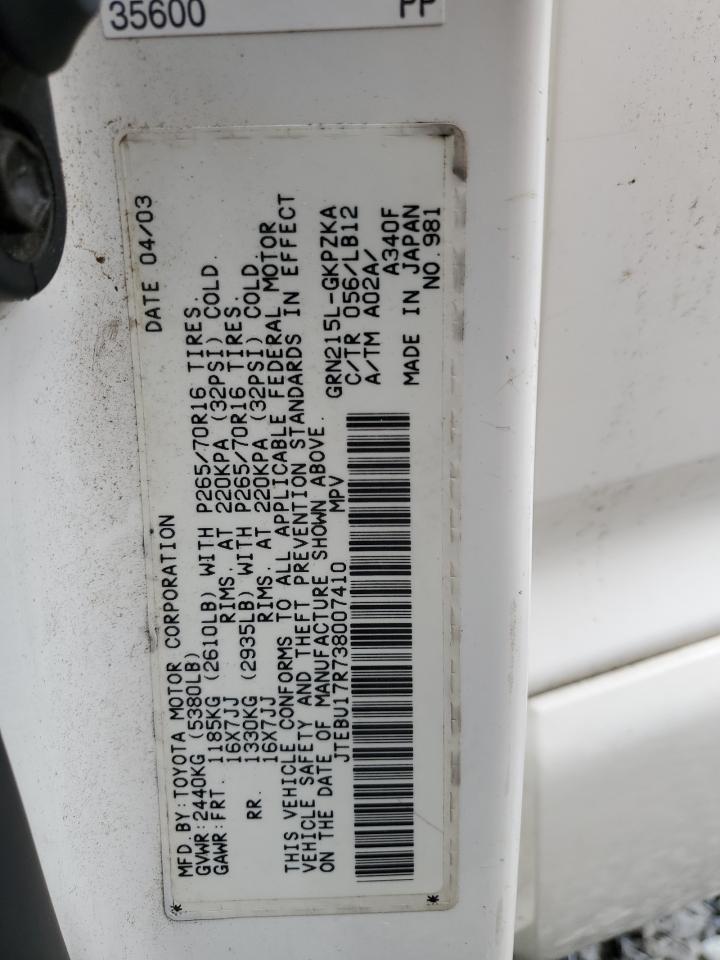 35600
MFD. BY: TOYOTA MOTOR CORPORATION DATE 04/03
GVWR: 2440KG (5380LB)
GAWR: FRT. 1185KG (2610LB) WITH P265/70R16 TIRES.
16X7JJ RIMS. AT 220KPA (32PSI) COLD.
RR. 1330KG (2935LB) WITH P265/70R16 TIRES.
16X7JJ RIMS. AT 220KPA (32PSI) COLD.
THIS VEHICLE CONFORMS TO ALL APPLICABLE FEDERAL MOTOR
VEHICLE SAFETY AND THEFT PREVENTION STANDARDS IN EFFECT
ON THE DATE OF MANUFACTURE SHOWN ABOVE.
JTEBU17R738007410 MPV
GRN215L-GKPZKA
C/TR 056/LB12
A/TM A02A/
A340F
MADE IN JAPAN
NO. 981
* *